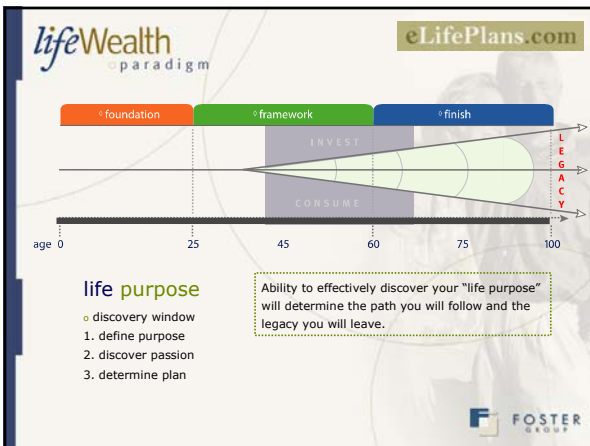 lifeWealth
paradigm
eLifePlans.com
◊ foundation
◊ framework
◊ finish
INVEST
CONSUME
LEGACY
age 0 25 45 60 75 100
life purpose
o discovery window
1. define purpose
2. discover passion
3. determine plan
Ability to effectively discover your “life purpose”
will determine the path you will follow and the
legacy you will leave.
FOSTER
GROUP